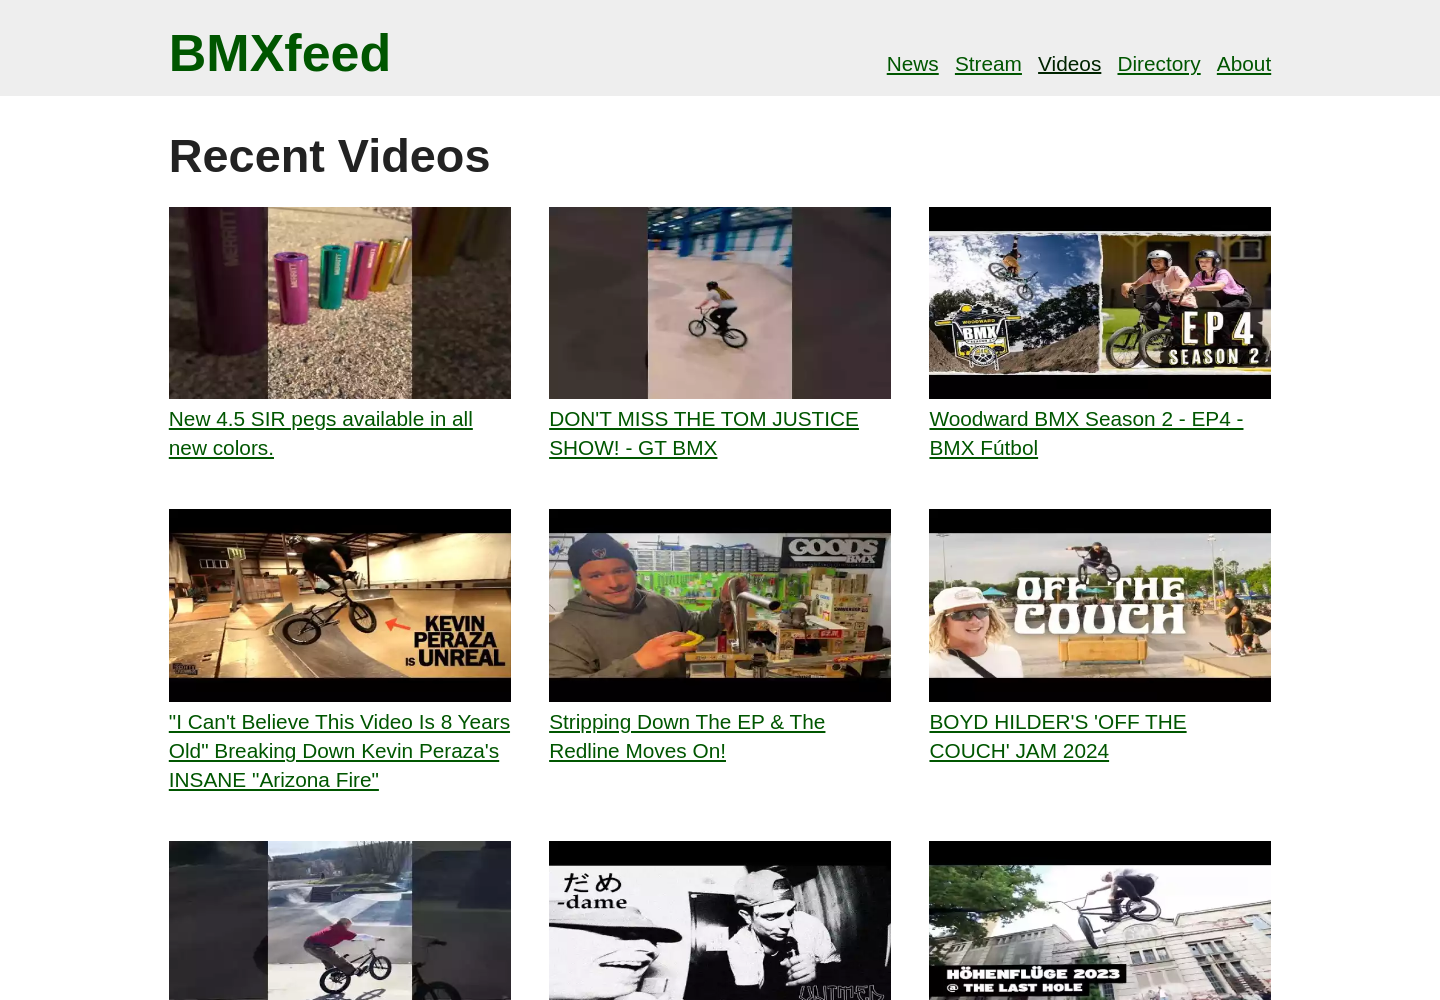 BMXfeed
News Stream Videos Directory About
Recent Videos
MERRITT
MERRITT
MERRITT
New 4.5 SIR pegs available in all
new colors.
DON'T MISS THE TOM JUSTICE
SHOW! - GT BMX
WOODWARD
BMX
EP 4
SEASON 2
Woodward BMX Season 2 - EP4 -
BMX Fútbol
KEVIN
PERAZA
IS UNREAL
"I Can't Believe This Video Is 8 Years
Old" Breaking Down Kevin Peraza's
INSANE "Arizona Fire"
GOODS
BMX
Stripping Down The EP & The
Redline Moves On!
OFF THE
COUCH
BOYD HILDER'S 'OFF THE
COUCH' JAM 2024
だめ
-dame
HÖHENFLÜGE 2023
@ THE LAST HOLE